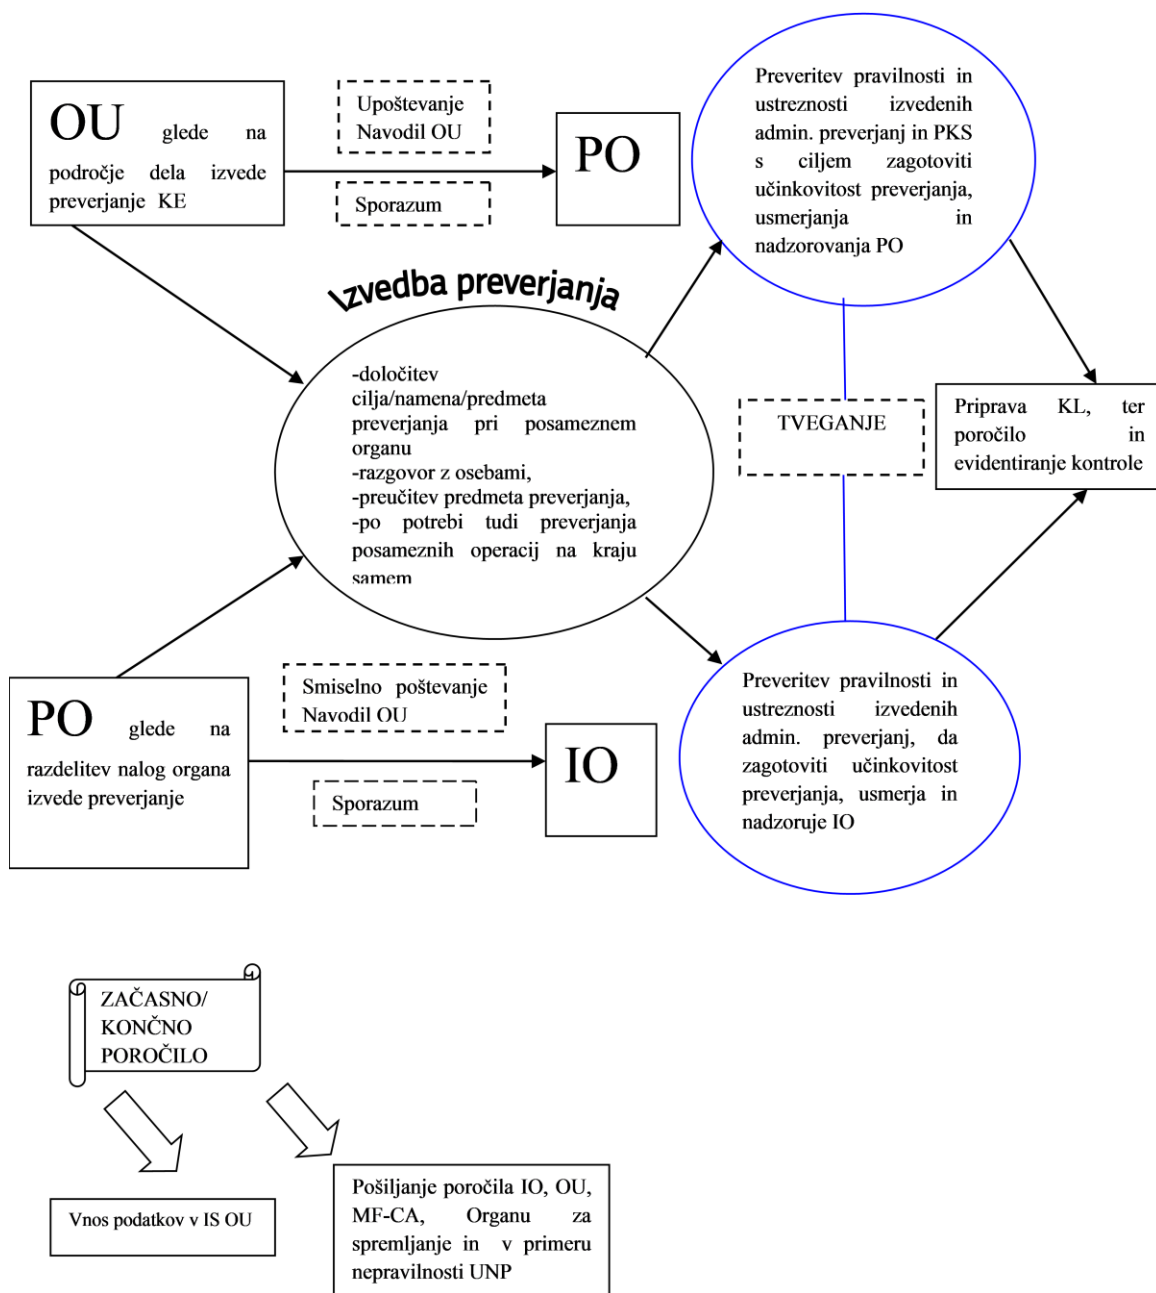 OU glede na
področje dela izvede
preverjanje KE
Upoštevanje
Navodil OU
Sporazum
PO
Preveritev pravilnosti in
ustreznosti izvedenih
admin. preverjanj in PKS
s ciljem zagotoviti
učinkovitost preverjanja,
usmerjanja in
nadzorovanja PO
Izvedba preverjanja
-določitev
cilja/namena/predmeta
preverjanja pri posameznem
organu
-razgovor z osebami,
-preučitev predmeta preverjanja,
-po potrebi tudi preverjanja
posameznih operacij na kraju
samem
TVEGANJE
Priprava KL, ter
poročilo in
evidentiranje kontrole
PO glede na
razdelitev nalog organa
izvede preverjanje
Smiselno poštevanje
Navodil OU
Sporazum
IO
Preveritev pravilnosti in
ustreznosti izvedenih
admin. preverjanj, da
zagotoviti učinkovitost
preverjanja, usmerja in
nadzoruje IO
ZAČASNO/
KONČNO
POROČILO
Vnos podatkov v IS OU
Pošiljanje poročila IO, OU,
MF-CA, Organu za
spremljanje in v primeru
nepravilnosti UNP